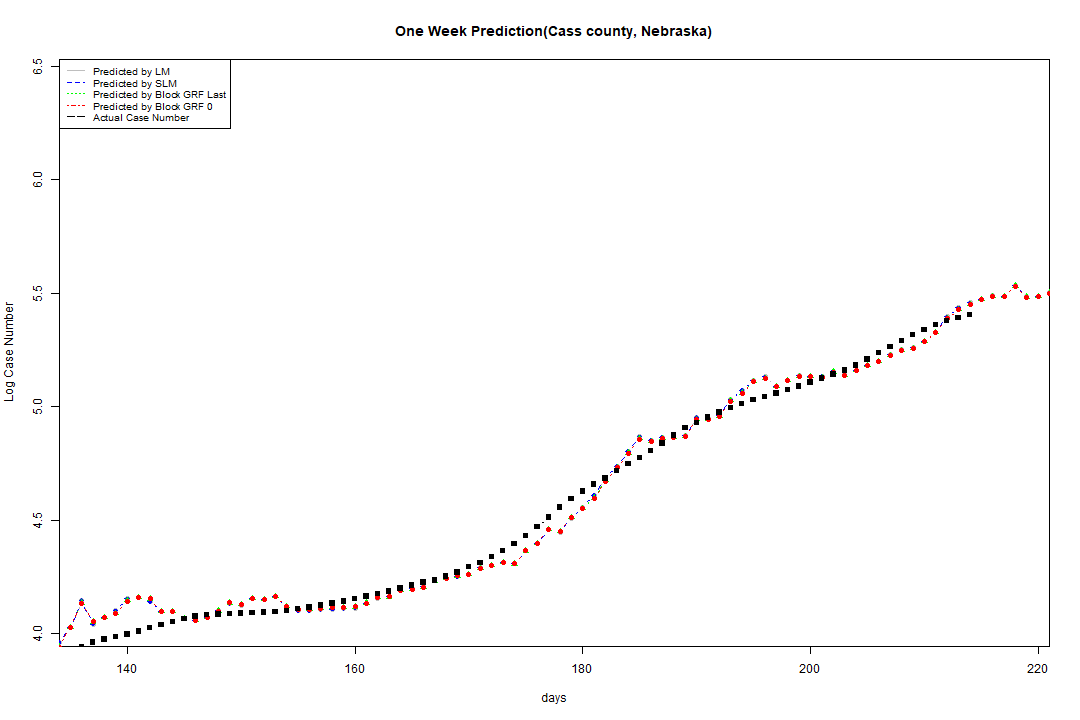 One Week Prediction(Cass county, Nebraska)
6.5
Predicted by LM
Predicted by SLM
Predicted by Block GRF Last
Predicted by Block GRF 0
Actual Case Number
6.0
5.5
5.0
4.5
4.0
Log Case Number
140 160 180 200 220
days